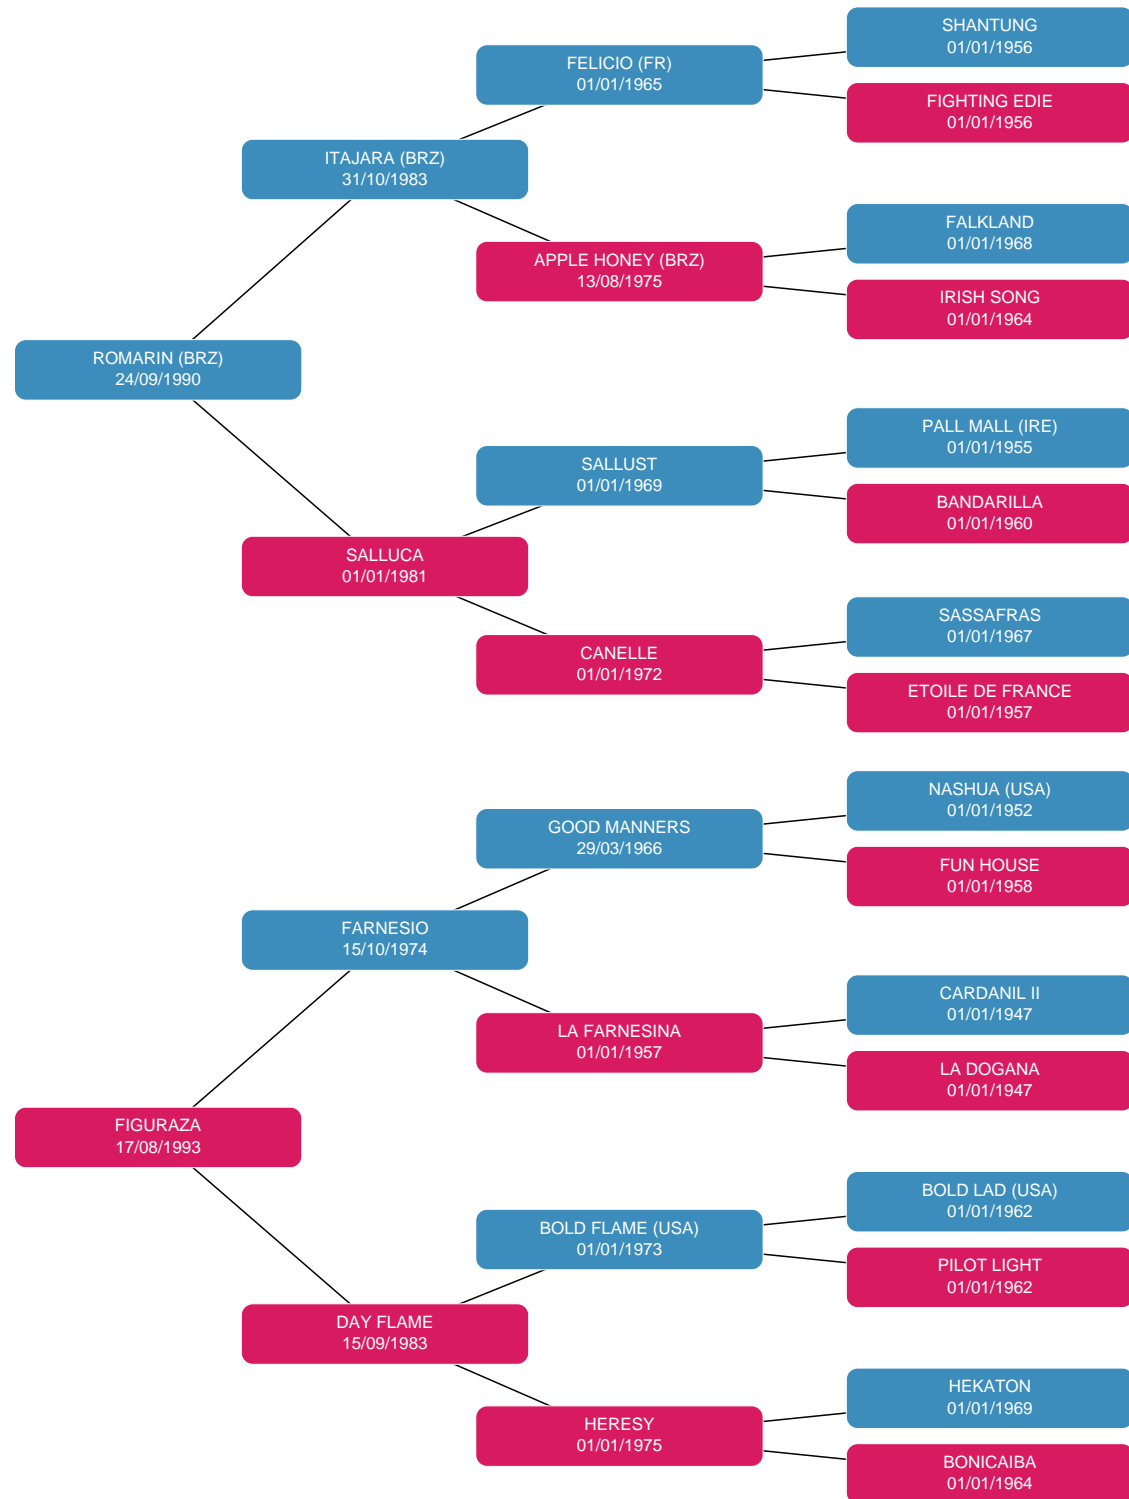 SHANTUNG
01/01/1956
FELICIO (FR)
01/01/1965
FIGHTING EDIE
01/01/1956
ITAJARA (BRZ)
31/10/1983
FALKLAND
01/01/1968
APPLE HONEY (BRZ)
13/08/1975
IRISH SONG
01/01/1964
ROMARIN (BRZ)
24/09/1990
PALL MALL (IRE)
01/01/1955
SALLUST
01/01/1969
BANDARILLA
01/01/1960
SALLUCA
01/01/1981
SASSAFRAS
01/01/1967
CANELLE
01/01/1972
ETOILE DE FRANCE
01/01/1957
NASHUA (USA)
01/01/1952
GOOD MANNERS
29/03/1966
FUN HOUSE
01/01/1958
FARNESIO
15/10/1974
CARDANIL II
01/01/1947
LA FARNESINA
01/01/1957
LA DOGANA
01/01/1947
FIGURAZA
17/08/1993
BOLD LAD (USA)
01/01/1962
BOLD FLAME (USA)
01/01/1973
PILOT LIGHT
01/01/1962
DAY FLAME
15/09/1983
HEKATON
01/01/1969
HERESY
01/01/1975
BONICAIBA
01/01/1964